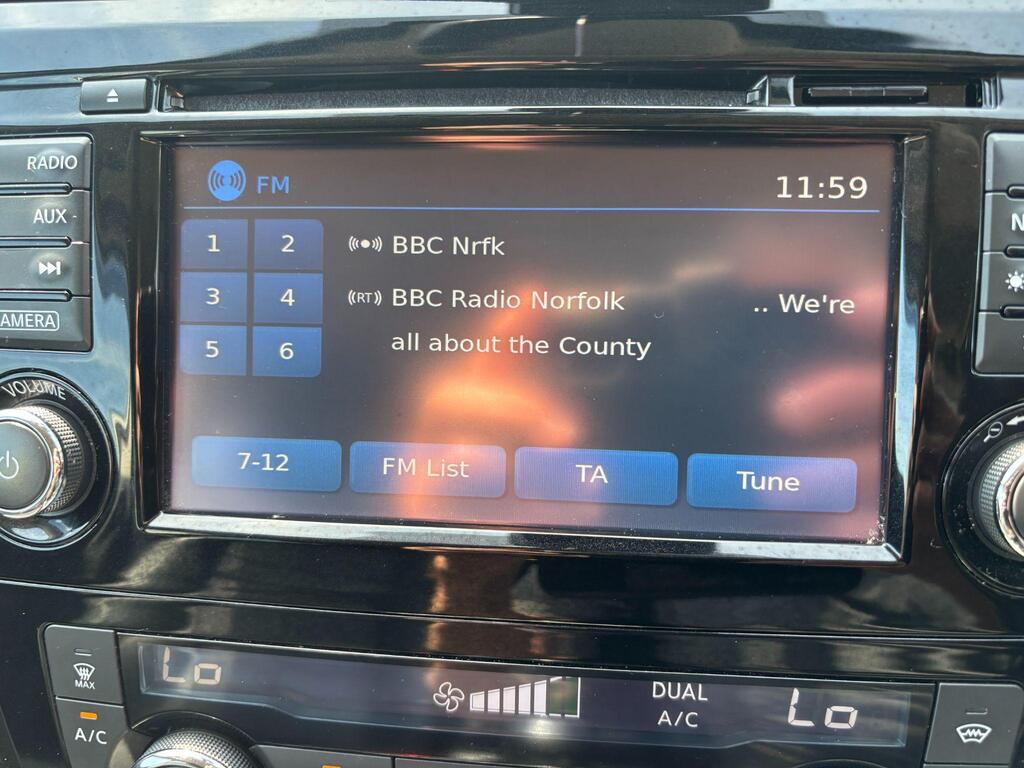 RADIO
AUX
AMERA
VOLUME
FM 11:59
1 2
3 4
5 6
BBC Nrfk
RT BBC Radio Norfolk .. We're
all about the County
7-12 FM List TA Tune
N
MAX
A/C
Lo
DUAL
A/C
Lo